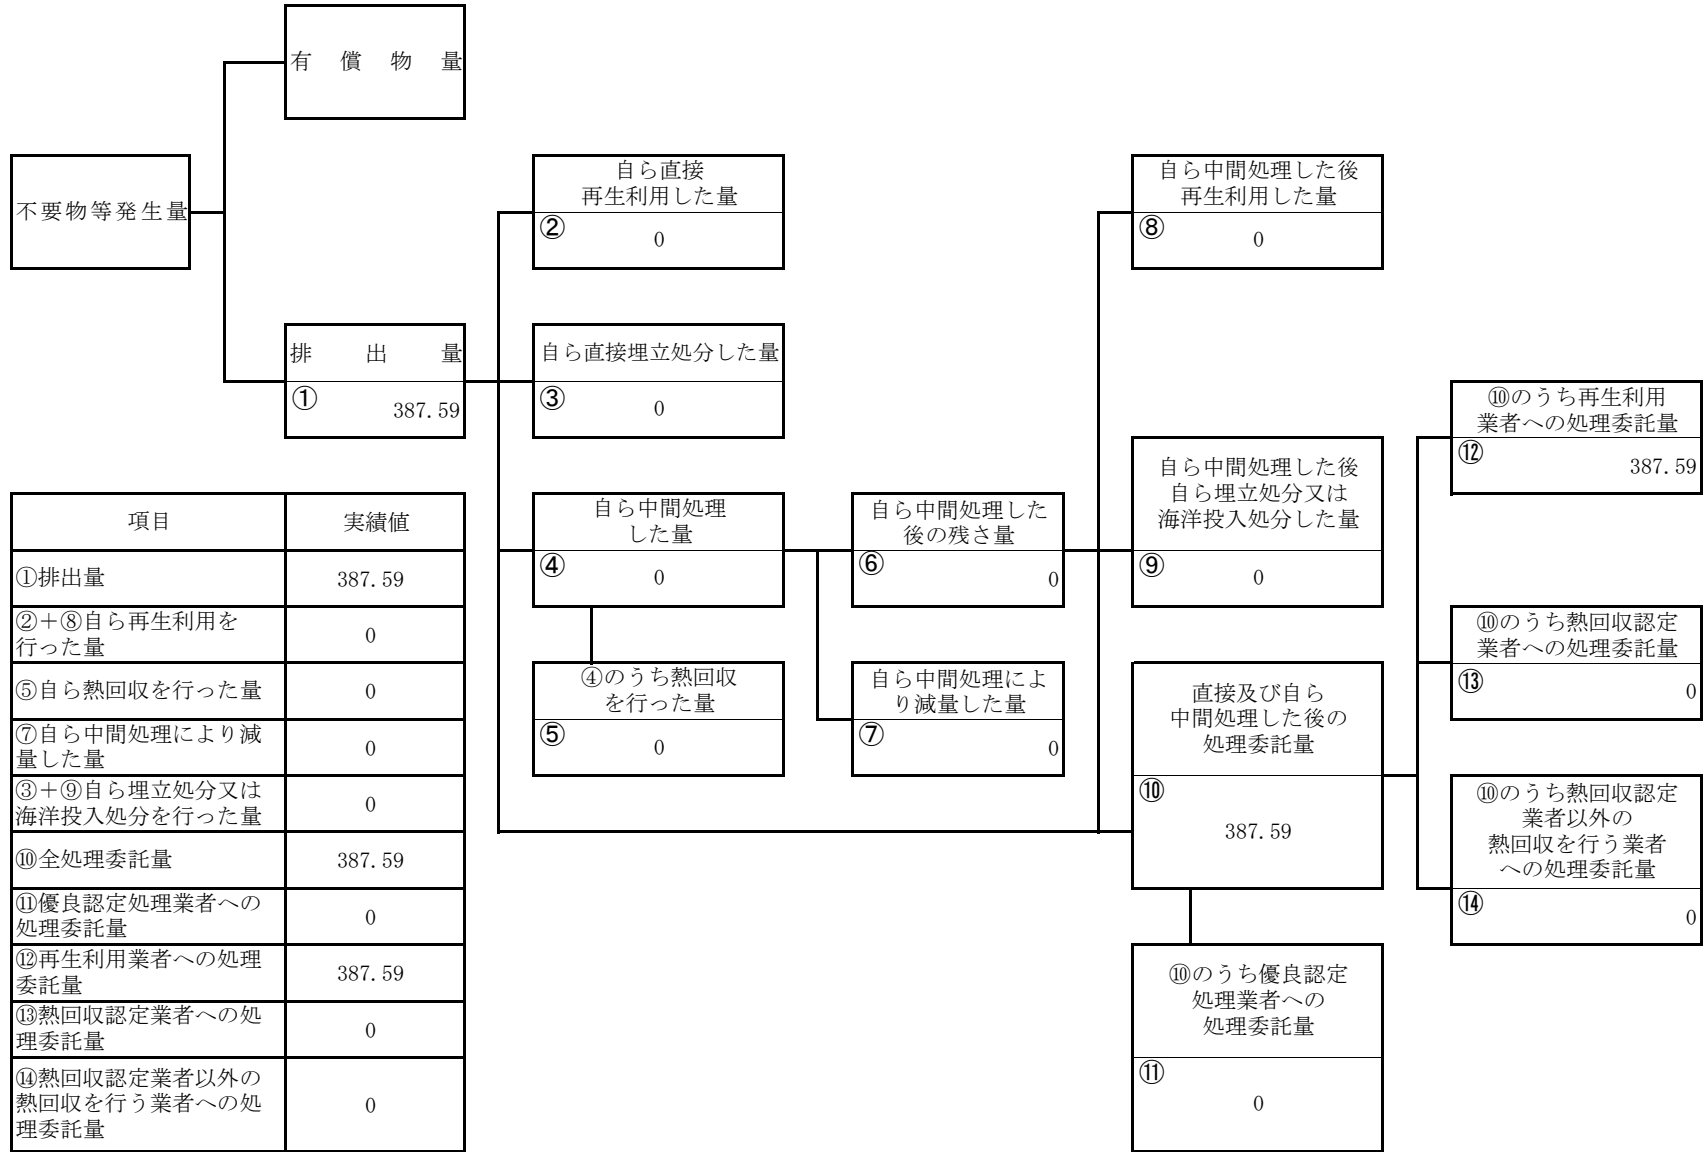 有償物量
不要物等発生量
排出量
①
387.59
自ら直接
再生利用した量
②
0
自ら直接埋立処分した量
③
0
自ら中間処理
した量
④
0
④のうち熱回収
を行った量
⑤
0
自ら中間処理した
後の残さ量
⑥
0
自ら中間処理によ
り減量した量
⑦
0
自ら中間処理した後
再生利用した量
⑧
0
自ら中間処理した後
自ら埋立処分又は
海洋投入処分した量
⑨
0
直接及び自ら
中間処理した後の
処理委託量
⑩
387.59
⑩のうち優良認定
処理業者への
処理委託量
⑪
0
⑩のうち再生利用
業者への処理委託量
⑫
387.59
⑩のうち熱回収認定
業者への処理委託量
⑬
0
⑩のうち熱回収認定
業者以外の
熱回収を行う業者
への処理委託量
⑭
0
項目 実績値
①排出量 387.59
②＋⑧自ら再生利用を
行った量
0
⑤自ら熱回収を行った量 0
⑦自ら中間処理により減
量した量
0
③＋⑨自ら埋立処分又は
海洋投入処分を行った量
0
⑩全処理委託量 387.59
⑪優良認定処理業者への
処理委託量
0
⑫再生利用業者への処理
委託量
387.59
⑬熱回収認定業者への処
理委託量
0
⑭熱回収認定業者以外の
熱回収を行う業者への処
理委託量
0